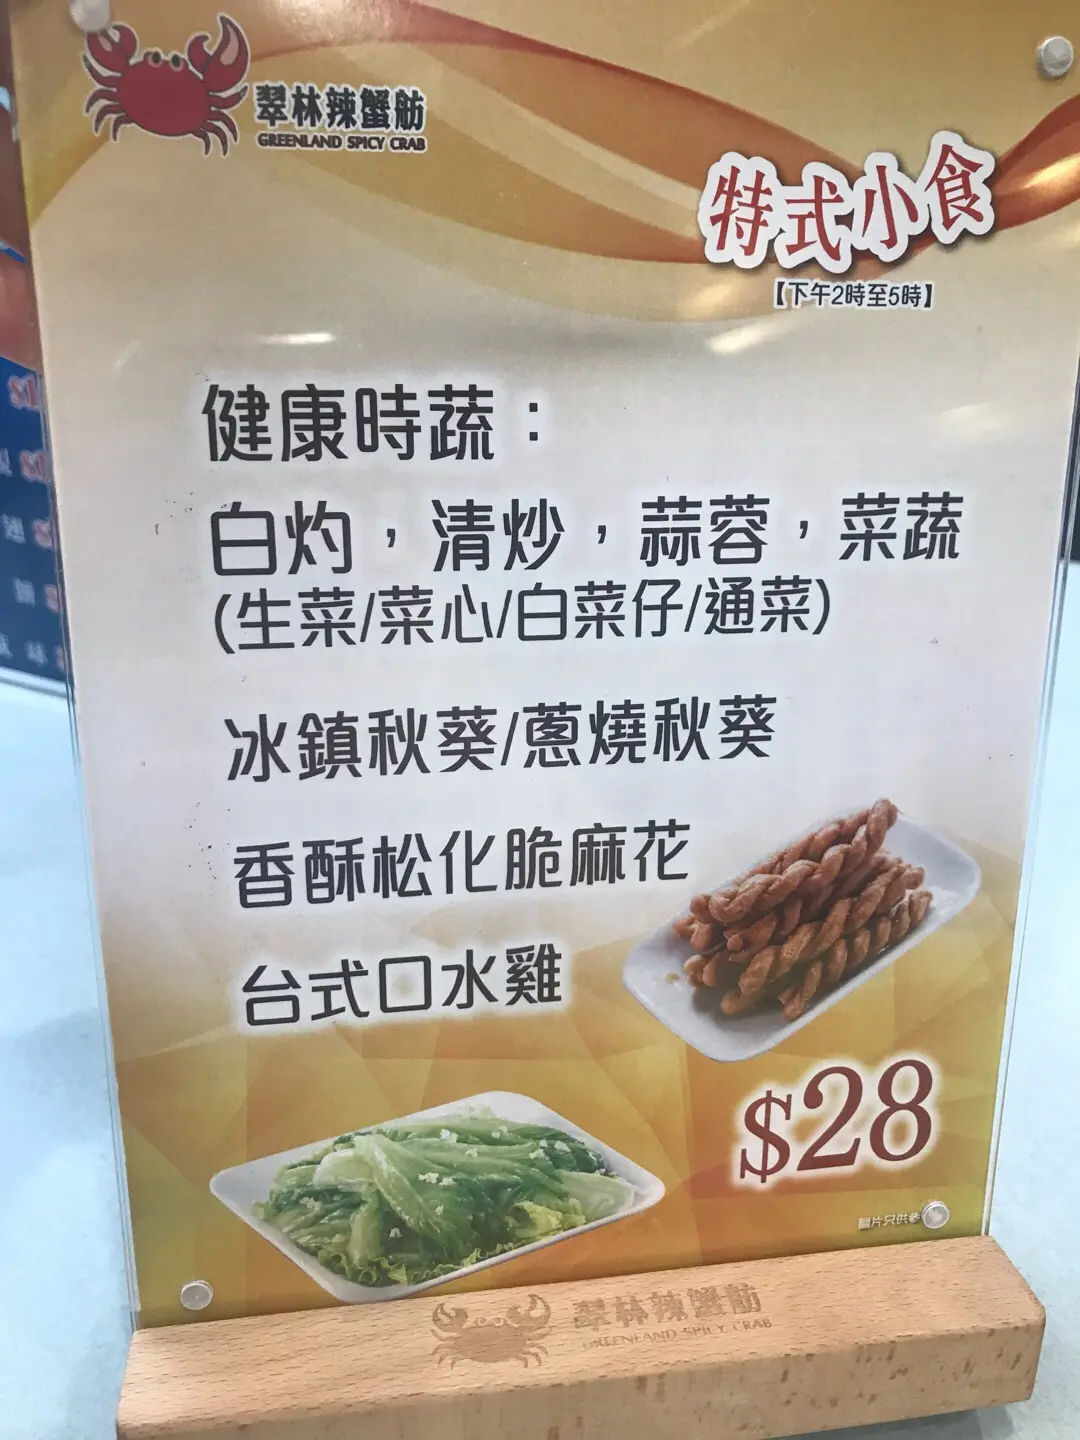 翠林辣蟹舫
GREENLAND SPICY CRAB
特式小食
【下午2時至5時】
健康時蔬：
白灼，清炒，蒜蓉，菜蔬
(生菜/菜心/白菜仔/通菜)
冰鎮秋葵/蔥燒秋葵
香酥松化脆麻花
台式口水雞
$28
圖片只供參
翠林辣蟹舫
GREENLAND SPICY CRAB